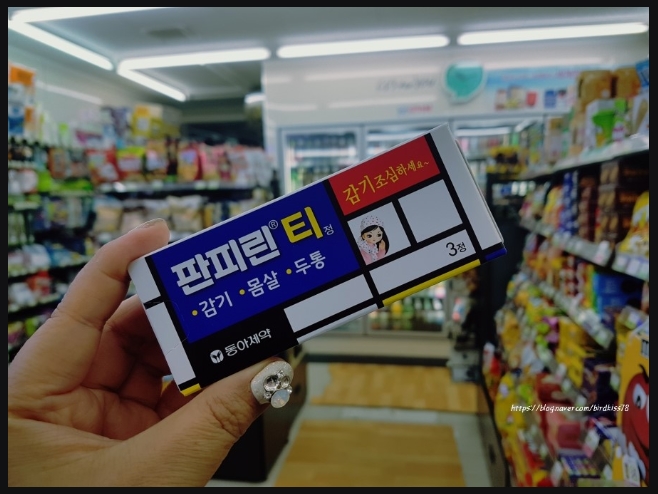 감기조심하세요~
판피린® 티정
•감기 •몸살 •두통
3정
동아제약
https://blog.naver.com/birdkiss78